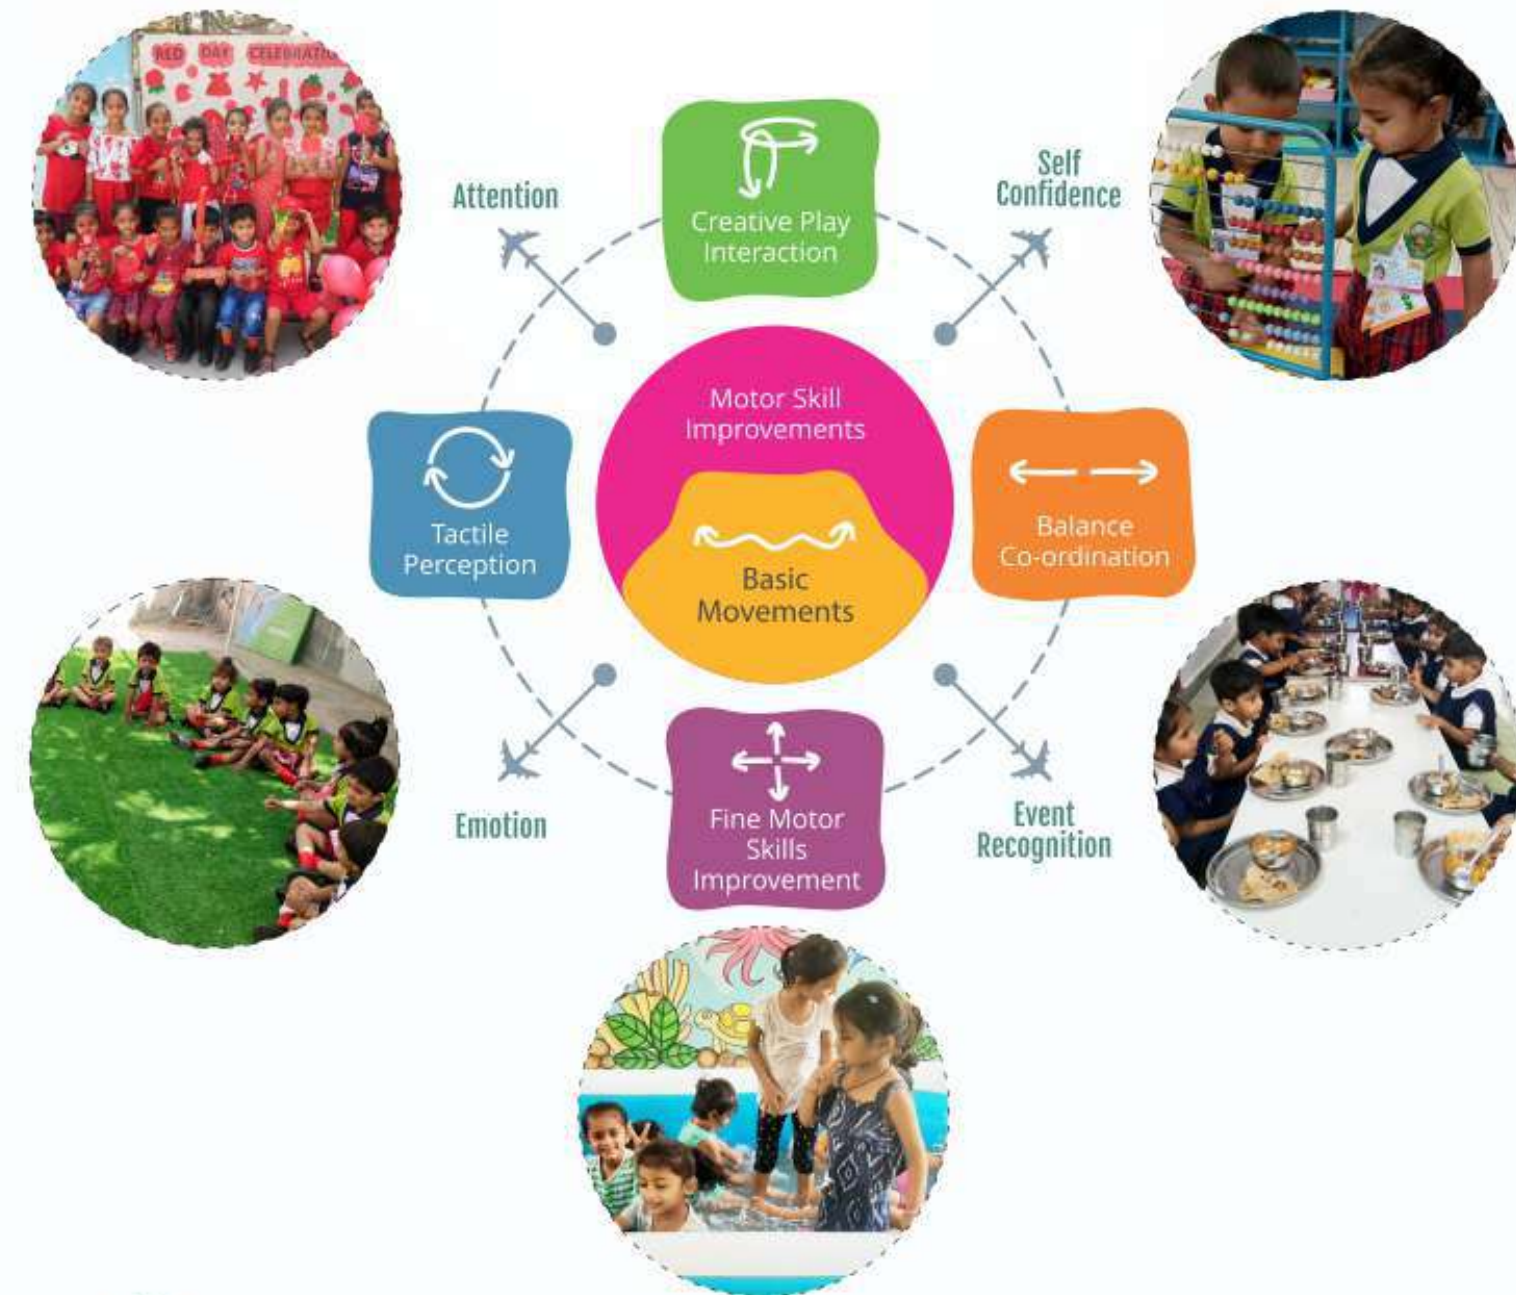 RED DAY CELEBRATIO
Attention
Creative Play
Interaction
Self
Confidence
Motor Skill
Improvements
Tactile
Perception
Basic
Movements
Balance
Co-ordination
Emotion
Fine Motor
Skills
Improvement
Event
Recognition